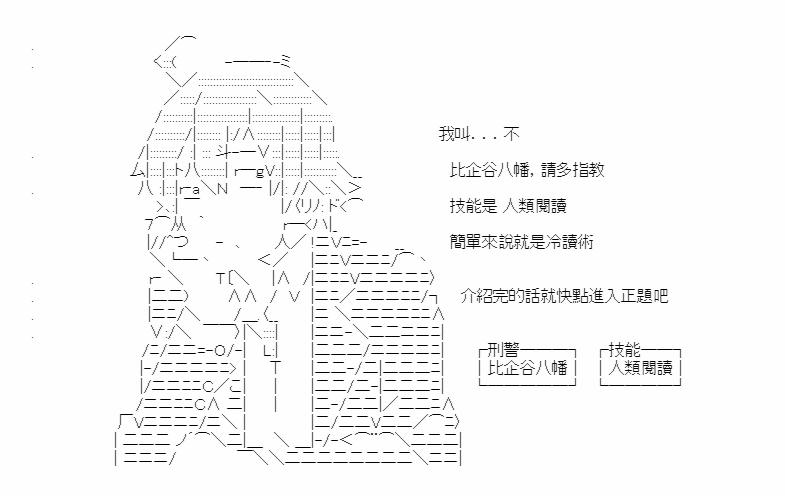 我叫...不
比企谷八幡,請多指教
技能是 人類閱讀
簡單來說就是冷讀術
介紹完的話就快點進入正題吧
刑警
比企谷八幡
技能
人類閱讀